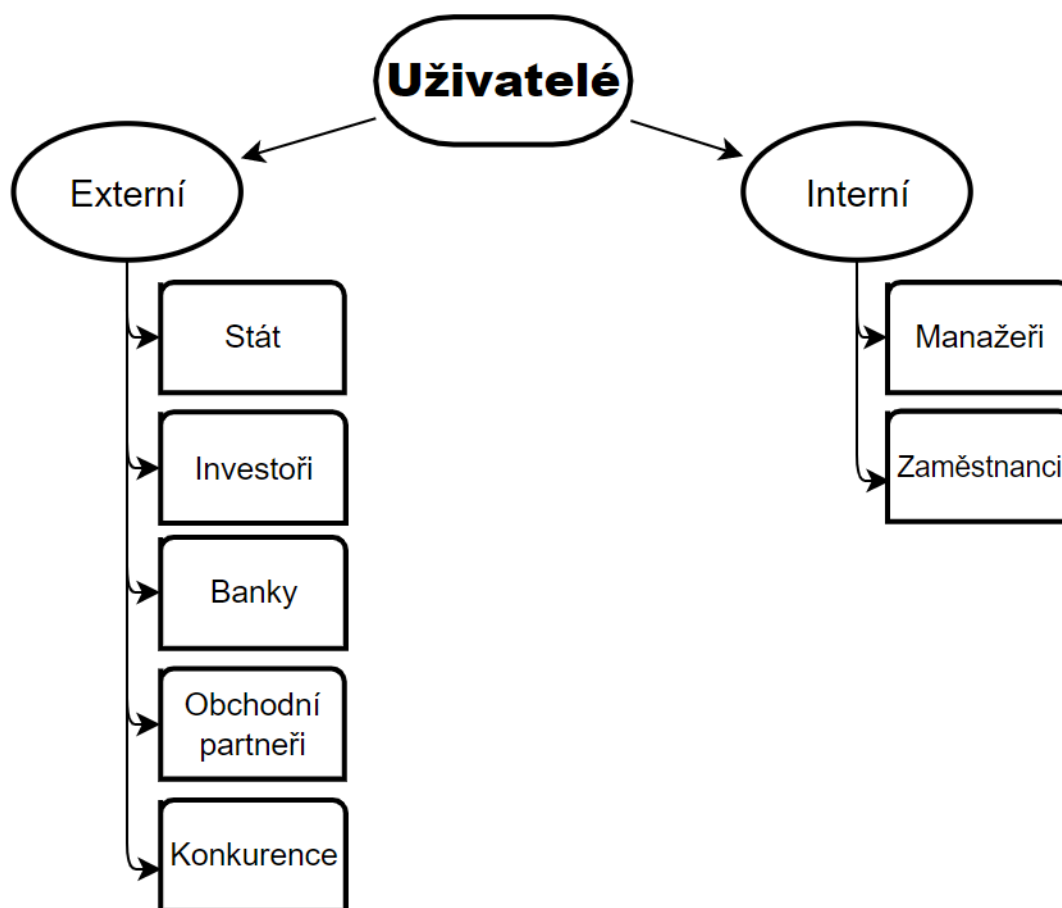 Uživatelé
Externí
Interní
Stát
Investoři
Banky
Obchodní
partneři
Konkurence
Manažeři
Zaměstnanci